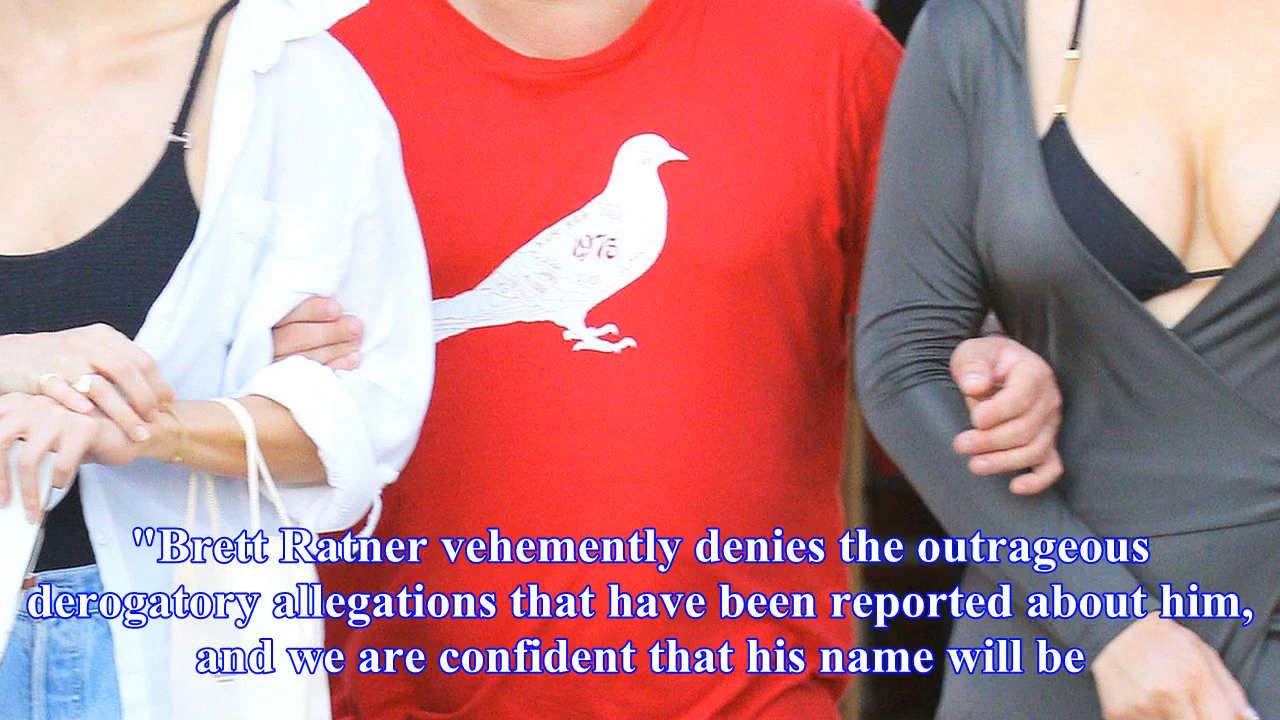 1975
"Brett Ratner vehemently denies the outrageous
derogatory allegations that have been reported about him,
and we are confident that his name will be